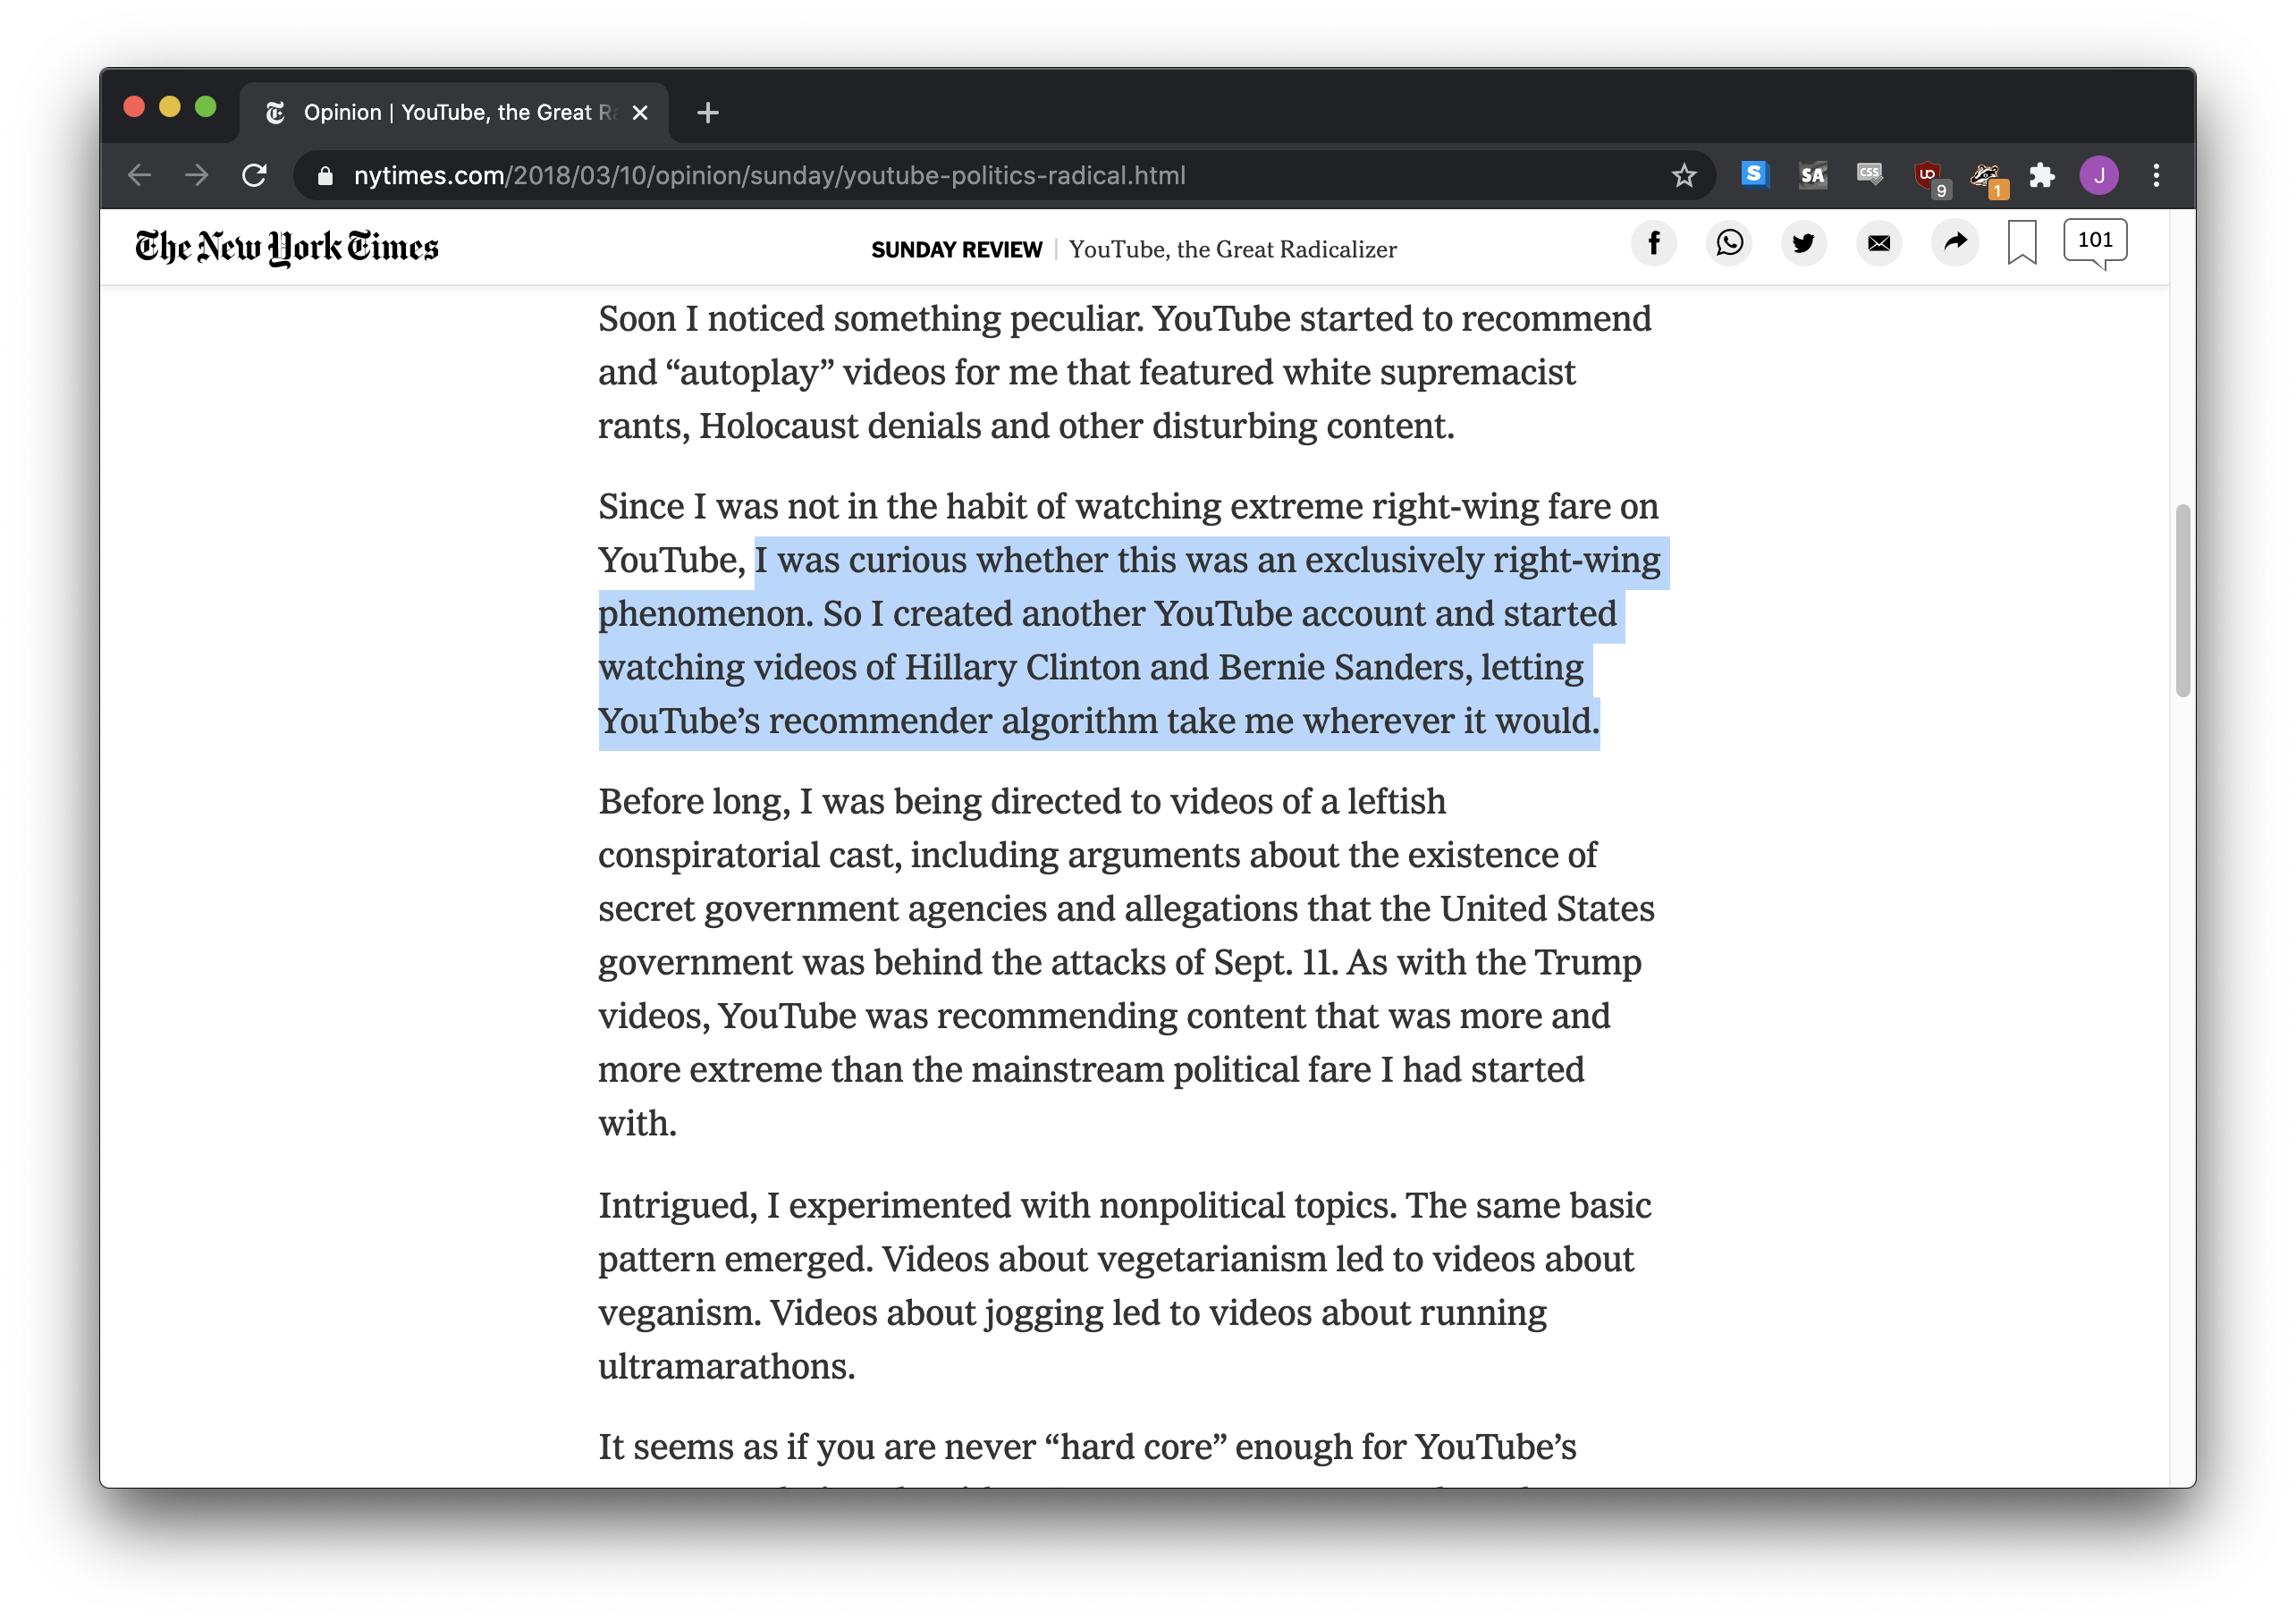 Opinion | YouTube, the Great Ra
nytimes.com/2018/03/10/opinion/sunday/youtube-politics-radical.html
S
SA
CSS
9
1
J
The New York Times
SUNDAY REVIEW | YouTube, the Great Radicalizer
101
Soon I noticed something peculiar. YouTube started to recommend
and “autoplay” videos for me that featured white supremacist
rants, Holocaust denials and other disturbing content.
Since I was not in the habit of watching extreme right-wing fare on
YouTube, I was curious whether this was an exclusively right-wing
phenomenon. So I created another YouTube account and started
watching videos of Hillary Clinton and Bernie Sanders, letting
YouTube’s recommender algorithm take me wherever it would.
Before long, I was being directed to videos of a leftish
conspiratorial cast, including arguments about the existence of
secret government agencies and allegations that the United States
government was behind the attacks of Sept. 11. As with the Trump
videos, YouTube was recommending content that was more and
more extreme than the mainstream political fare I had started
with.
Intrigued, I experimented with nonpolitical topics. The same basic
pattern emerged. Videos about vegetarianism led to videos about
veganism. Videos about jogging led to videos about running
ultramarathons.
It seems as if you are never “hard core” enough for YouTube’s